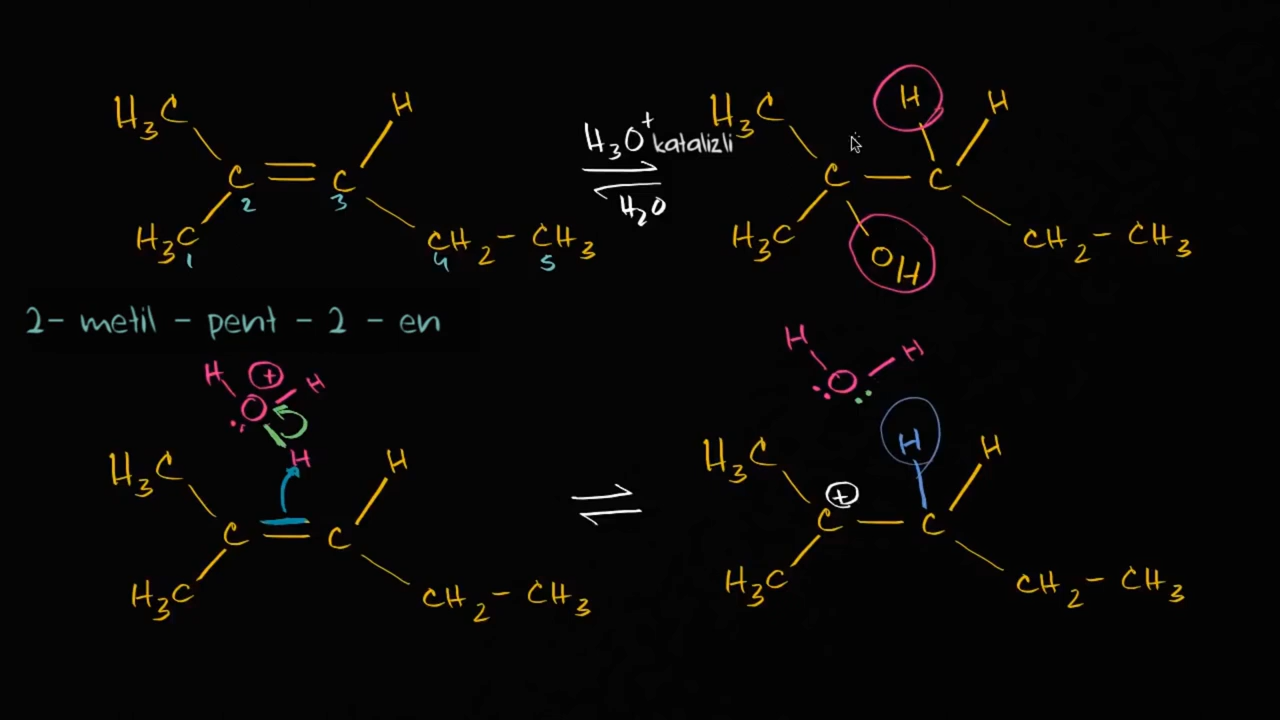 H₃C H H₃C H H
H₃O⁺ katalizli
C = C C — C
2 3
H₂O
H₃C CH₂ – CH₃ H₃C OH CH₂ – CH₃
1 4 5
2- metil - pent - 2 - en
H + H H H
O O
H
H₃C H H₃C H H
+
C = C C — C
H₃C CH₂ – CH₃ H₃C CH₂ – CH₃